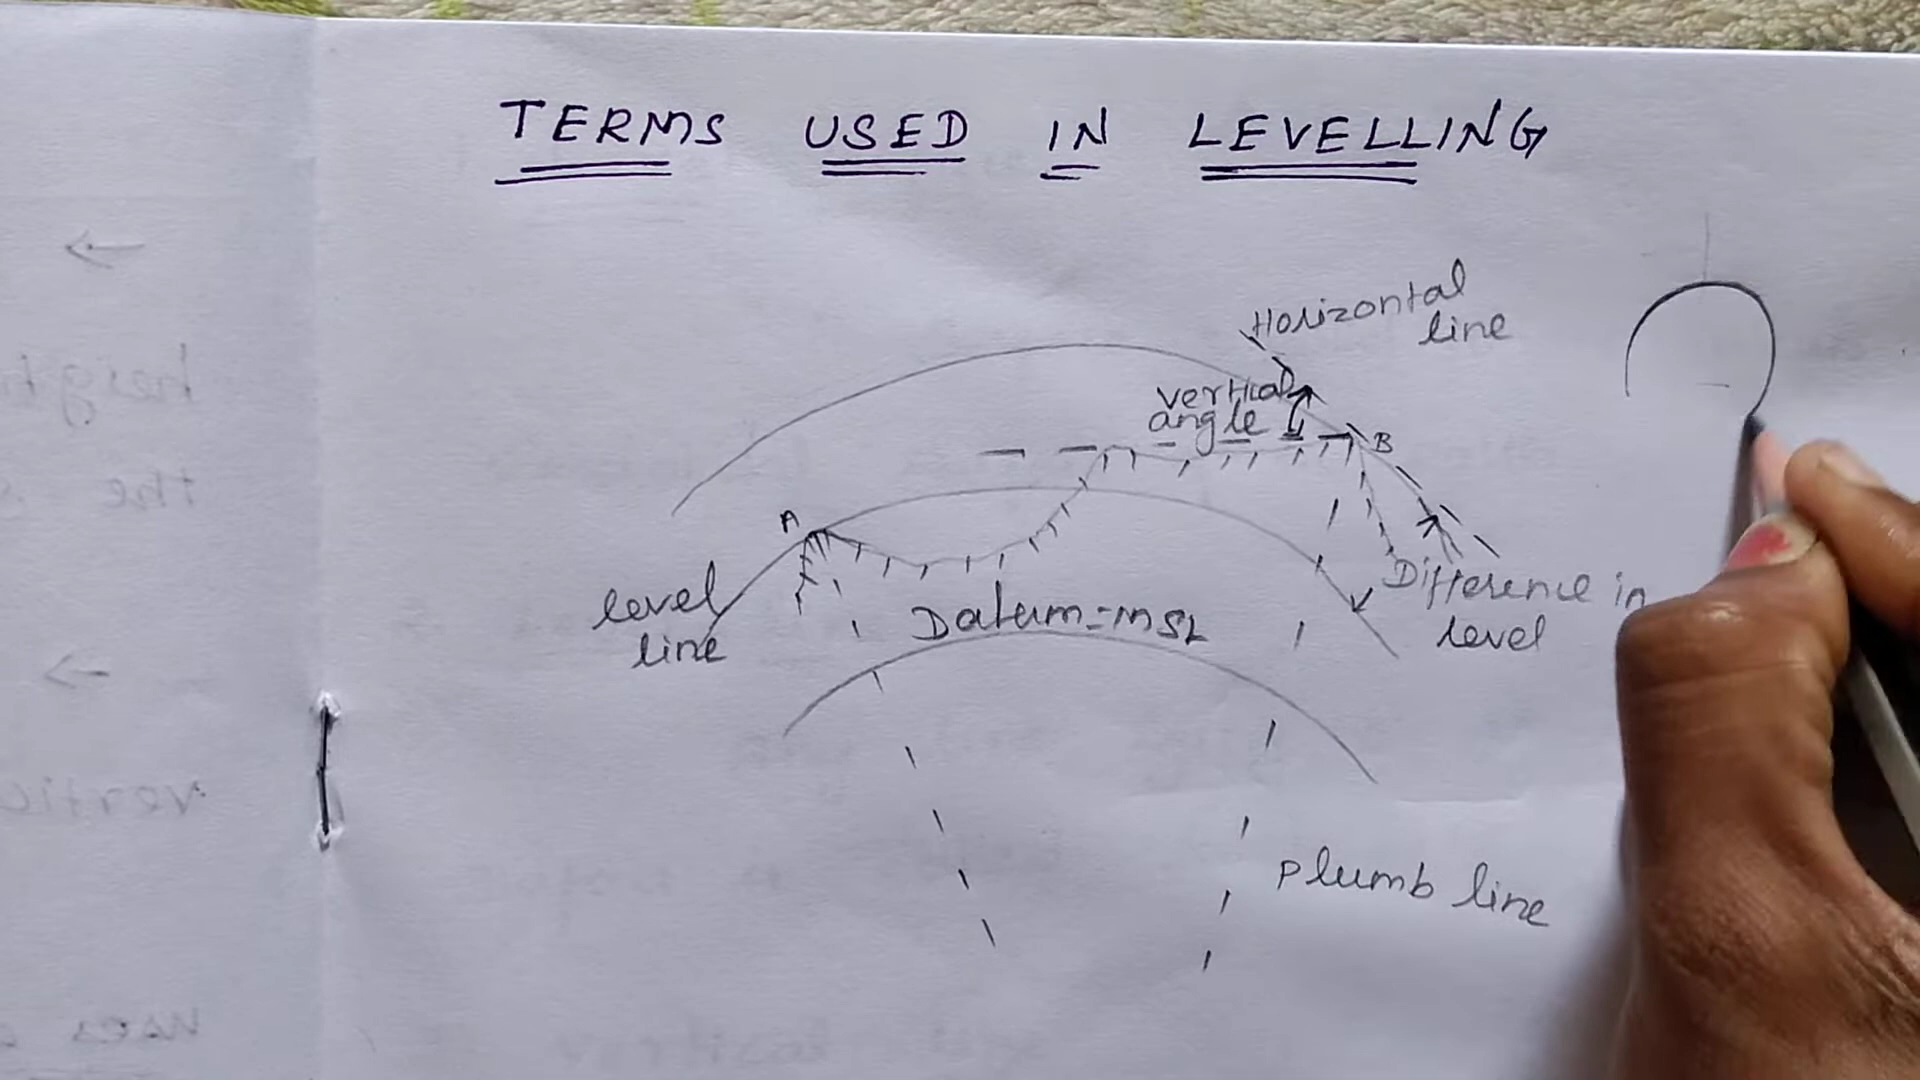 TERMS USED IN LEVELLING
Horizontal
line
vertical
angle
B
A
level
line
Datum=MSL
Difference in
level
Plumb line